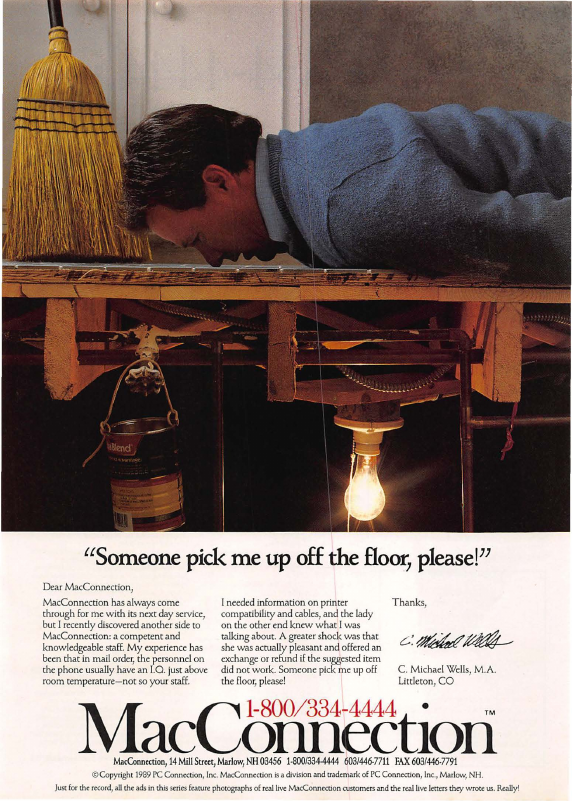 Blend
“Someone pick me up off the floor, please!”
Dear MacConnection,
MacConnection has always come
through for me with its next day service,
but I recently discovered another side to
MacConnection: a competent and
knowledgeable staff. My experience has
been that in mail order, the personnel on
the phone usually have an I.Q. just above
room temperature—not so your staff.
I needed information on printer
compatibility and cables, and the lady
on the other end knew what I was
talking about. A greater shock was that
she was actually pleasant and offered an
exchange or refund if the suggested item
did not work. Someone pick me up off
the floor, please!
Thanks,
C. Michael Wells
C. Michael Wells, M.A.
Littleton, CO
1-800/334-4444
MacConnection™
MacConnection, 14 Mill Street, Marlow, NH 03456 1-800/334-4444 603/446-7711 FAX 603/446-7791
© Copyright 1989 PC Connection, Inc. MacConnection is a division and trademark of PC Connection, Inc., Marlow, NH.
Just for the record, all the ads in this series feature photographs of real live MacConnection customers and the real live letters they wrote us. Really!